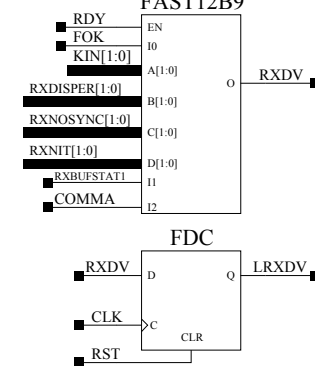 FAST12B9
RDY
EN
FOK
I0
KIN[1:0]
A[1:0]
RXDV
O
RXDISPER[1:0]
B[1:0]
RXNOSYNC[1:0]
C[1:0]
RXNIT[1:0]
D[1:0]
RXBUFSTAT1
I1
COMMA
I2
FDC
RXDV
D
Q
LRXDV
CLK
C
CLR
RST